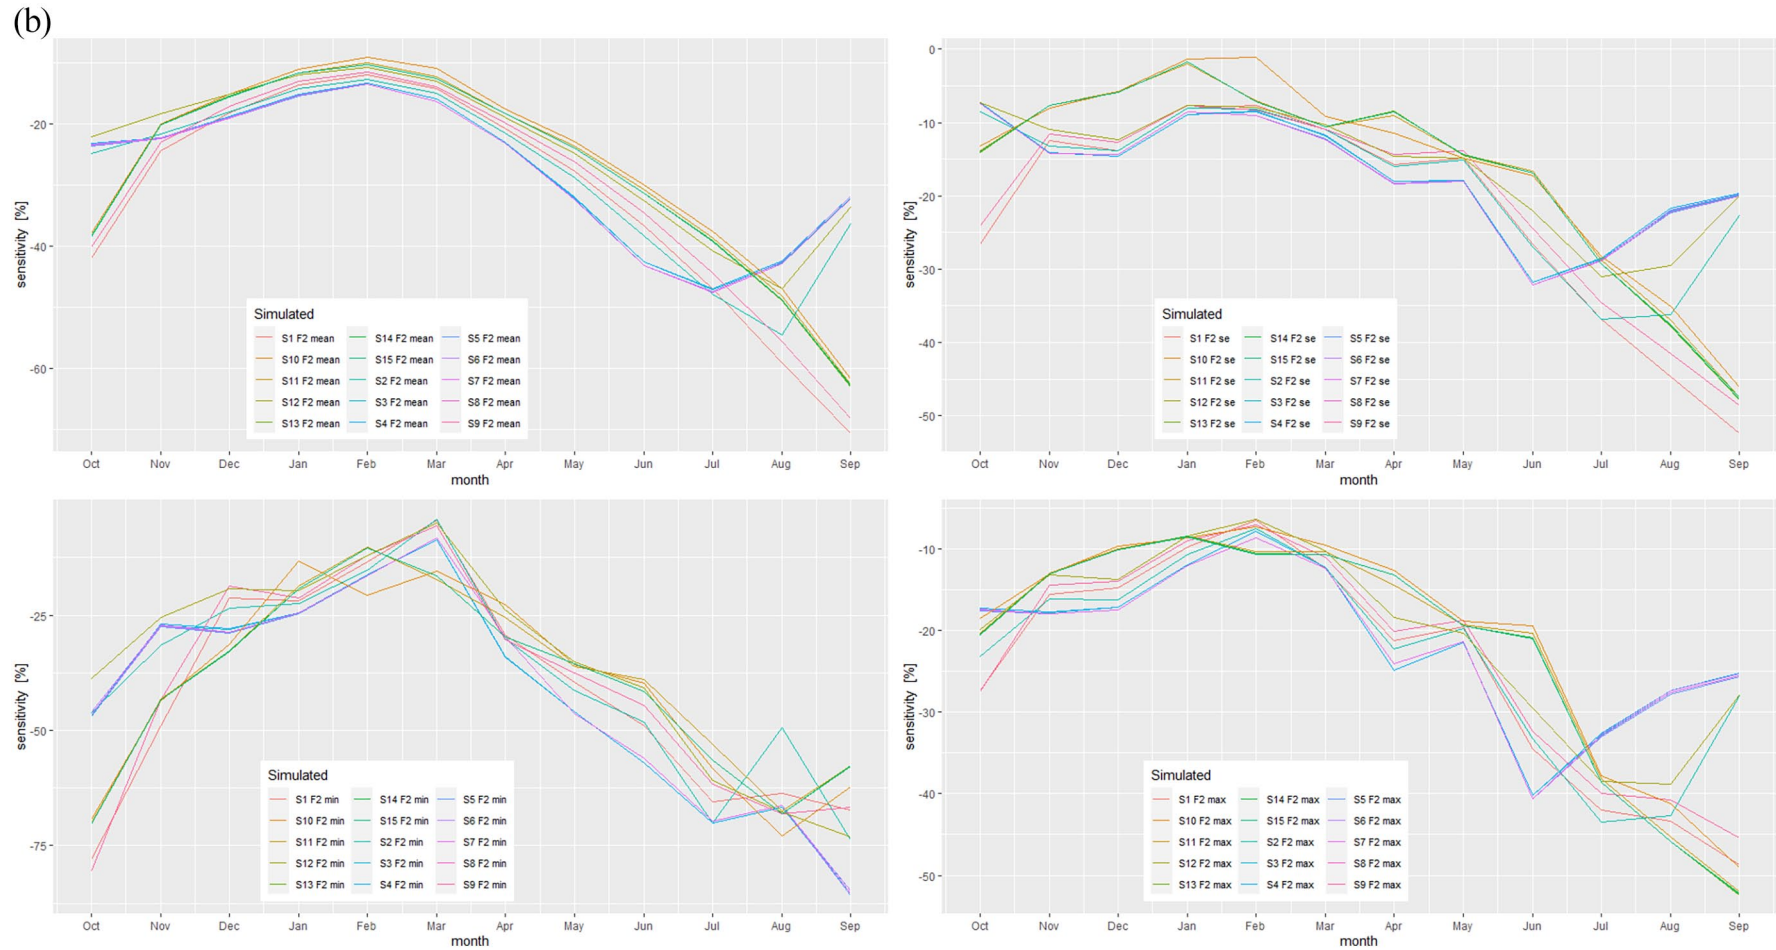 (b)
-20
-40
-60
sensitivity [%]
Simulated
S1 F2 mean S14 F2 mean S5 F2 mean
S10 F2 mean S15 F2 mean S6 F2 mean
S11 F2 mean S2 F2 mean S7 F2 mean
S12 F2 mean S3 F2 mean S8 F2 mean
S13 F2 mean S4 F2 mean S9 F2 mean
Oct Nov Dec Jan Feb Mar Apr May Jun Jul Aug Sep
month
0
-10
-20
-30
-40
-50
sensitivity [%]
Simulated
S1 F2 se S14 F2 se S5 F2 se
S10 F2 se S15 F2 se S6 F2 se
S11 F2 se S2 F2 se S7 F2 se
S12 F2 se S3 F2 se S8 F2 se
S13 F2 se S4 F2 se S9 F2 se
Oct Nov Dec Jan Feb Mar Apr May Jun Jul Aug Sep
month
-25
-50
-75
sensitivity [%]
Simulated
S1 F2 min S14 F2 min S5 F2 min
S10 F2 min S15 F2 min S6 F2 min
S11 F2 min S2 F2 min S7 F2 min
S12 F2 min S3 F2 min S8 F2 min
S13 F2 min S4 F2 min S9 F2 min
Oct Nov Dec Jan Feb Mar Apr May Jun Jul Aug Sep
month
-10
-20
-30
-40
-50
sensitivity [%]
Simulated
S1 F2 max S14 F2 max S5 F2 max
S10 F2 max S15 F2 max S6 F2 max
S11 F2 max S2 F2 max S7 F2 max
S12 F2 max S3 F2 max S8 F2 max
S13 F2 max S4 F2 max S9 F2 max
Oct Nov Dec Jan Feb Mar Apr May Jun Jul Aug Sep
month